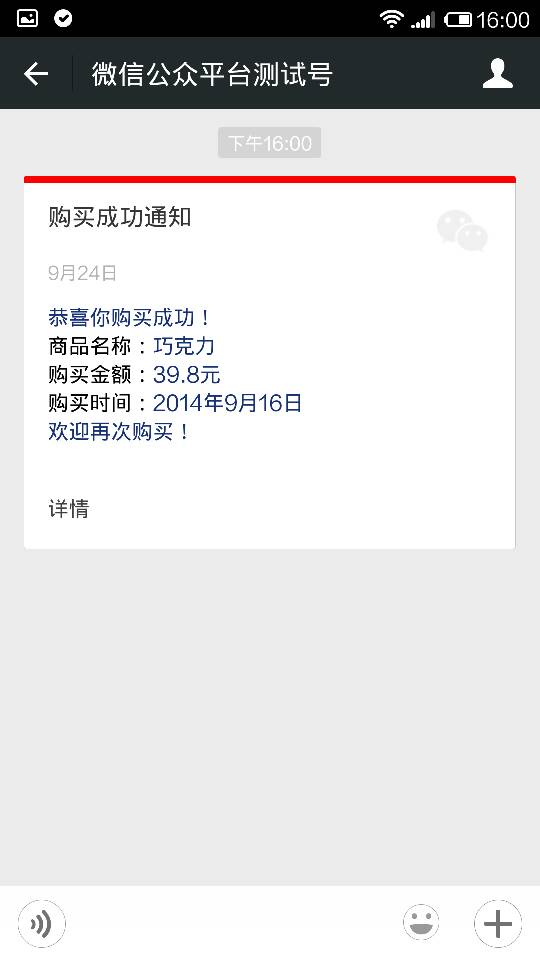 16:00
微信公众平台测试号
下午16:00
购买成功通知
9月24日
恭喜你购买成功！
商品名称：巧克力
购买金额：39.8元
购买时间：2014年9月16日
欢迎再次购买！
详情